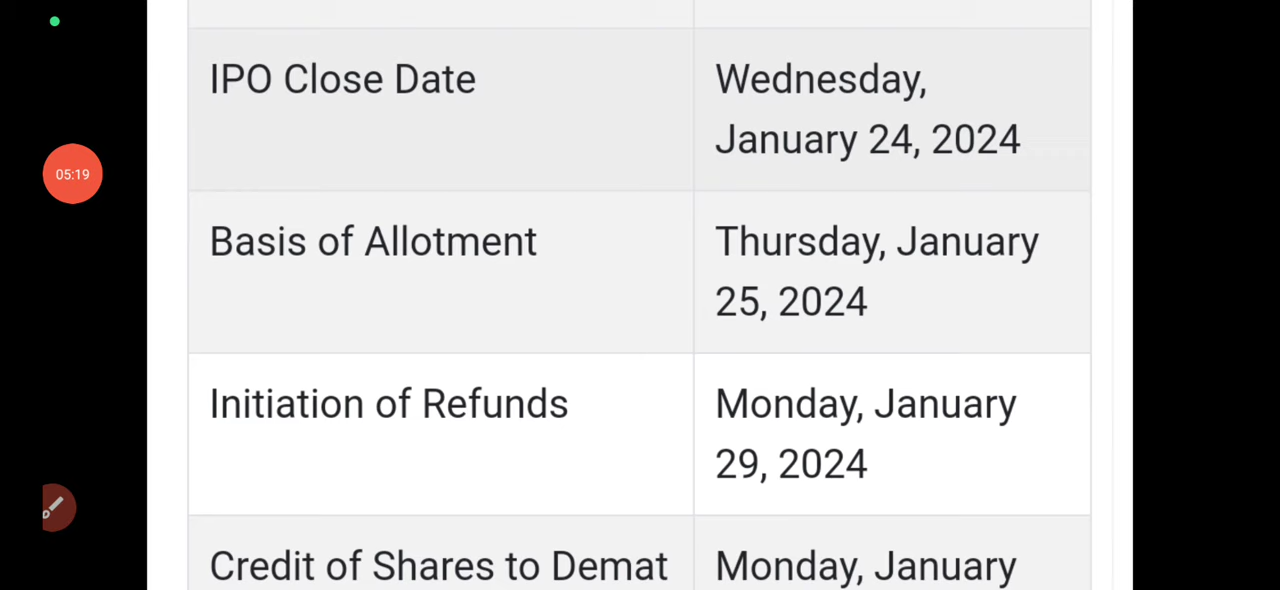 IPO Close Date
Wednesday,
January 24, 2024
05:19
Basis of Allotment
Thursday, January
25, 2024
Initiation of Refunds
Monday, January
29, 2024
Credit of Shares to Demat
Monday, January